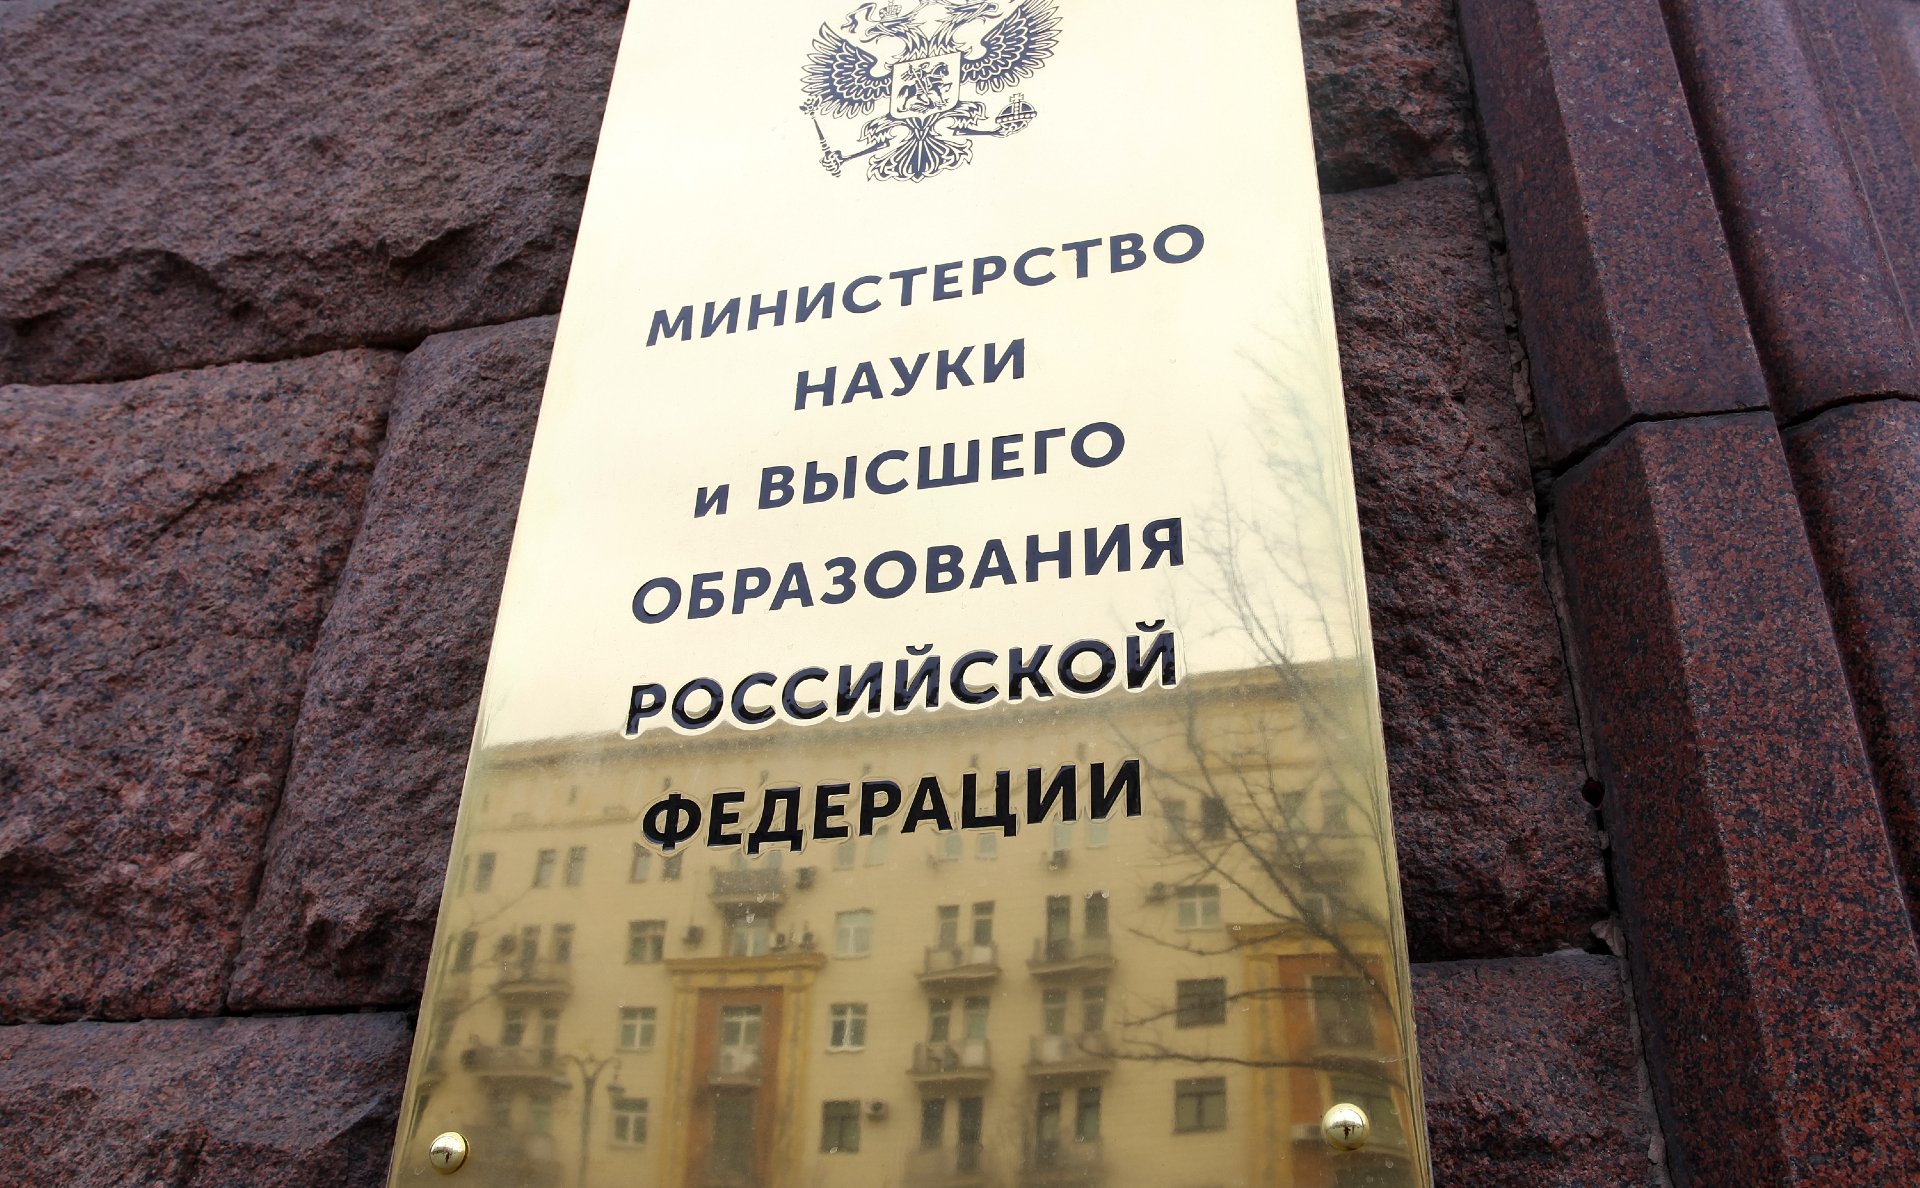 МИНИСТЕРСТВО
НАУКИ
и ВЫСШЕГО
ОБРАЗОВАНИЯ
РОССИЙСКОЙ
ФЕДЕРАЦИИ